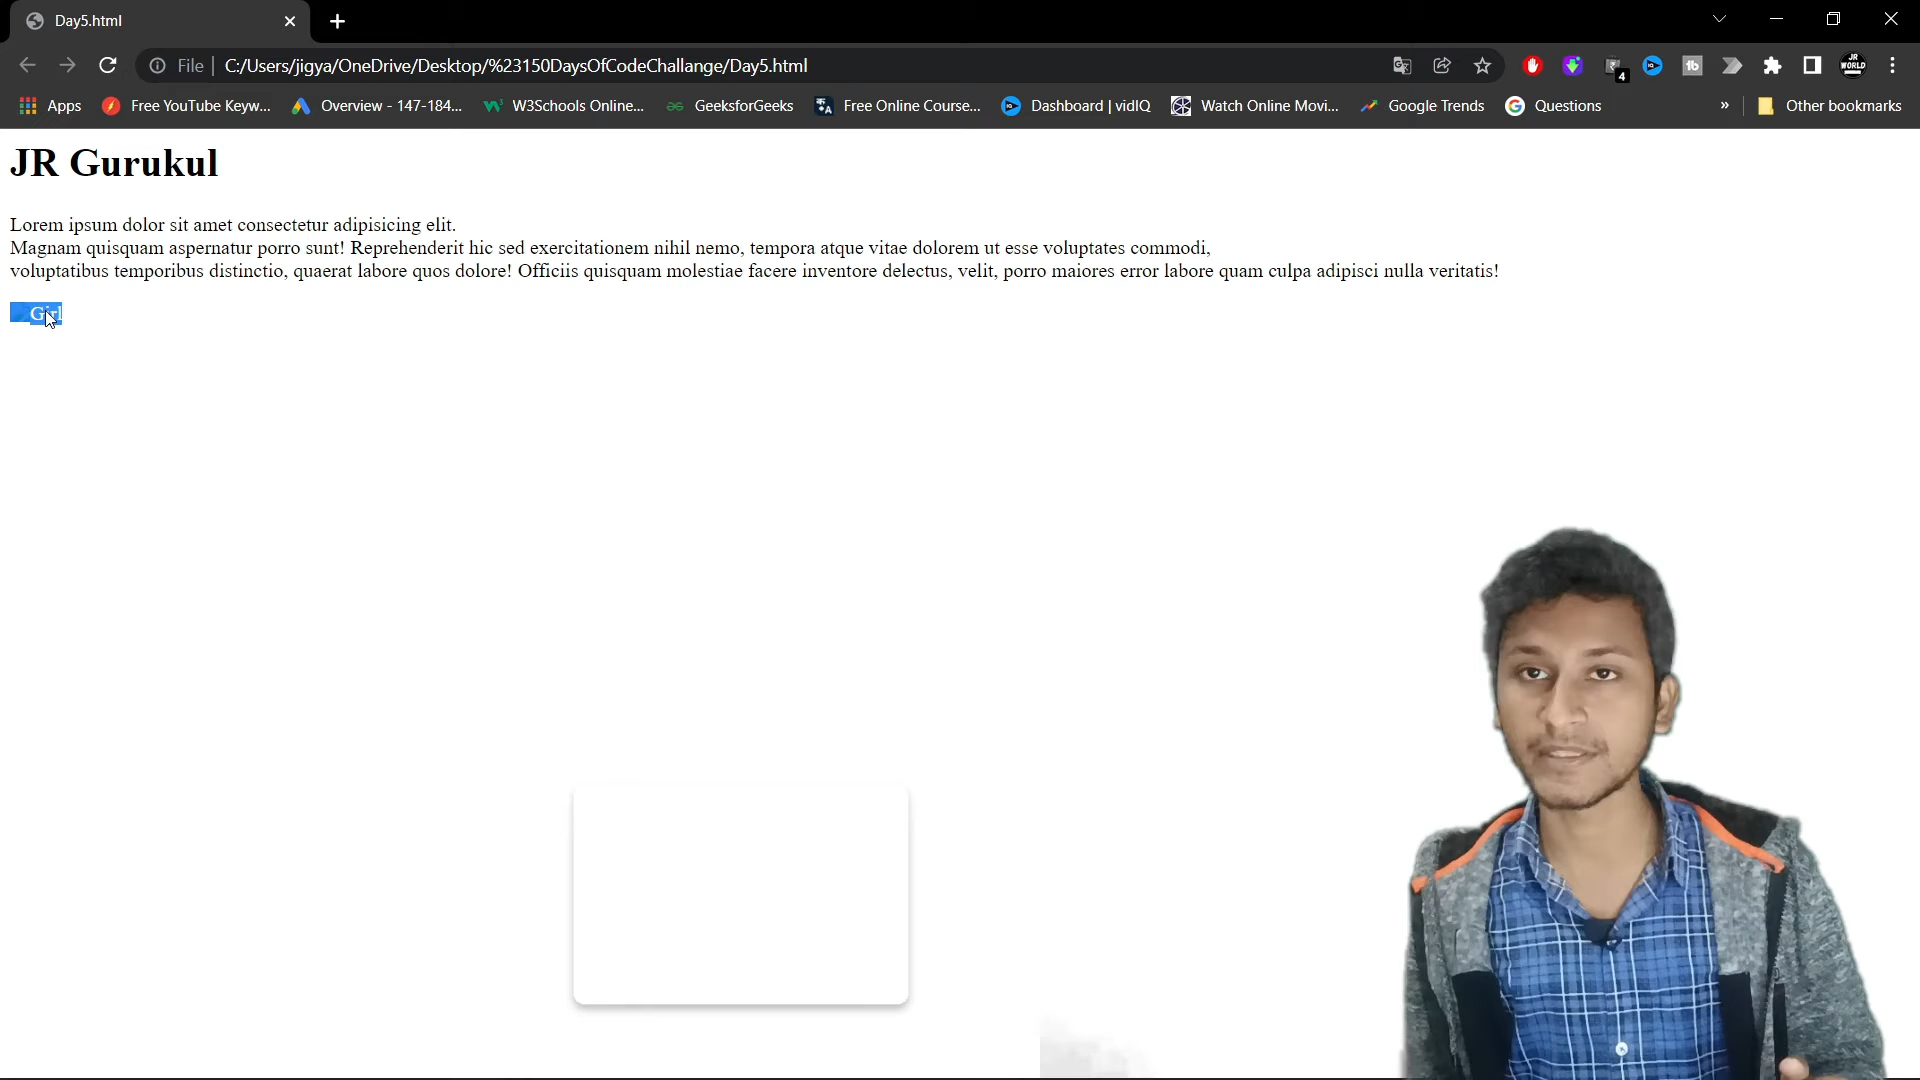 Day5.html
File
C:/Users/jigya/OneDrive/Desktop/%23150DaysOfCodeChallange/Day5.html
4
JR WORLD
Apps
Free YouTube Keyw...
Overview - 147-184...
W3Schools Online...
GeeksforGeeks
Free Online Course...
Dashboard | vidIQ
Watch Online Movi...
Google Trends
Questions
»
Other bookmarks
JR Gurukul
Lorem ipsum dolor sit amet consectetur adipisicing elit.
Magnam quisquam aspernatur porro sunt! Reprehenderit hic sed exercitationem nihil nemo, tempora atque vitae dolorem ut esse voluptates commodi,
voluptatibus temporibus distinctio, quaerat labore quos dolore! Officiis quisquam molestiae facere inventore delectus, velit, porro maiores error labore quam culpa adipisci nulla veritatis!
Girl